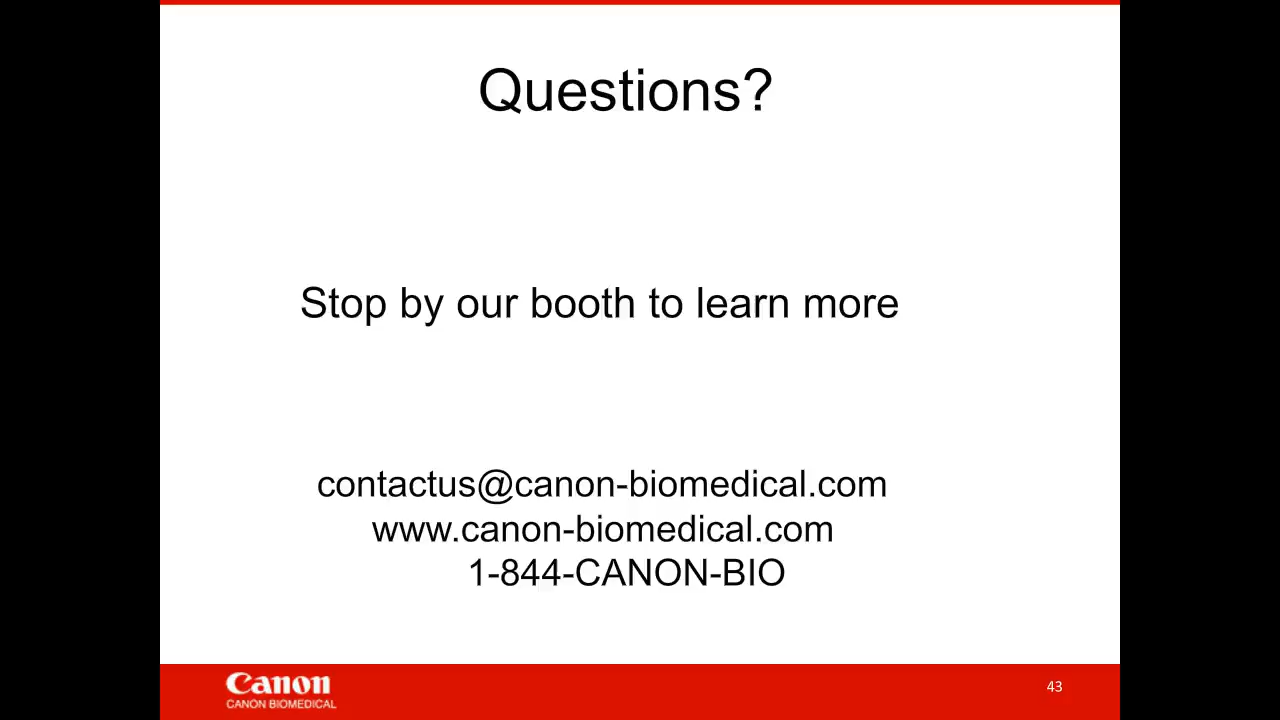 Questions?
Stop by our booth to learn more
contactus@canon-biomedical.com
www.canon-biomedical.com
1-844-CANON-BIO
Canon
CANON BIOMEDICAL
43